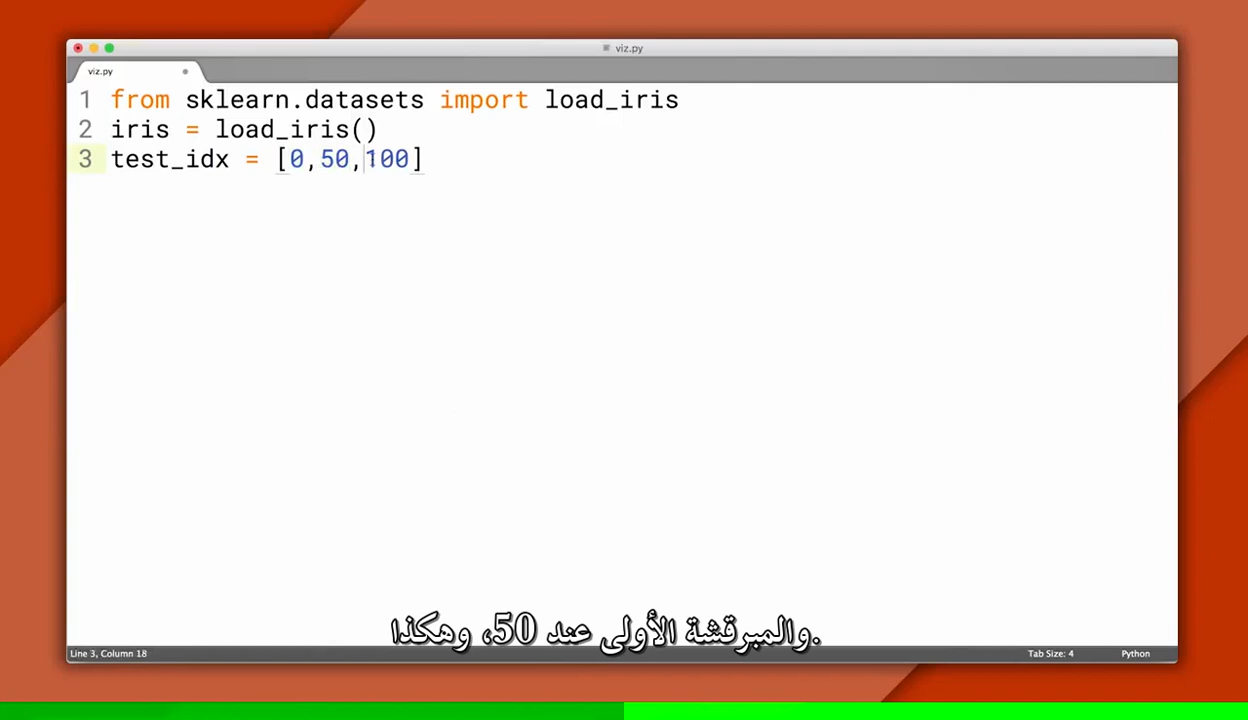 viz.py
viz.py
1 from sklearn.datasets import load_iris
2 iris = load_iris()
3 test_idx = [0,50,100]
والمبرقشة الأولى عند 50، وهكذا.
Line 3, Column 18
Tab Size: 4
Python